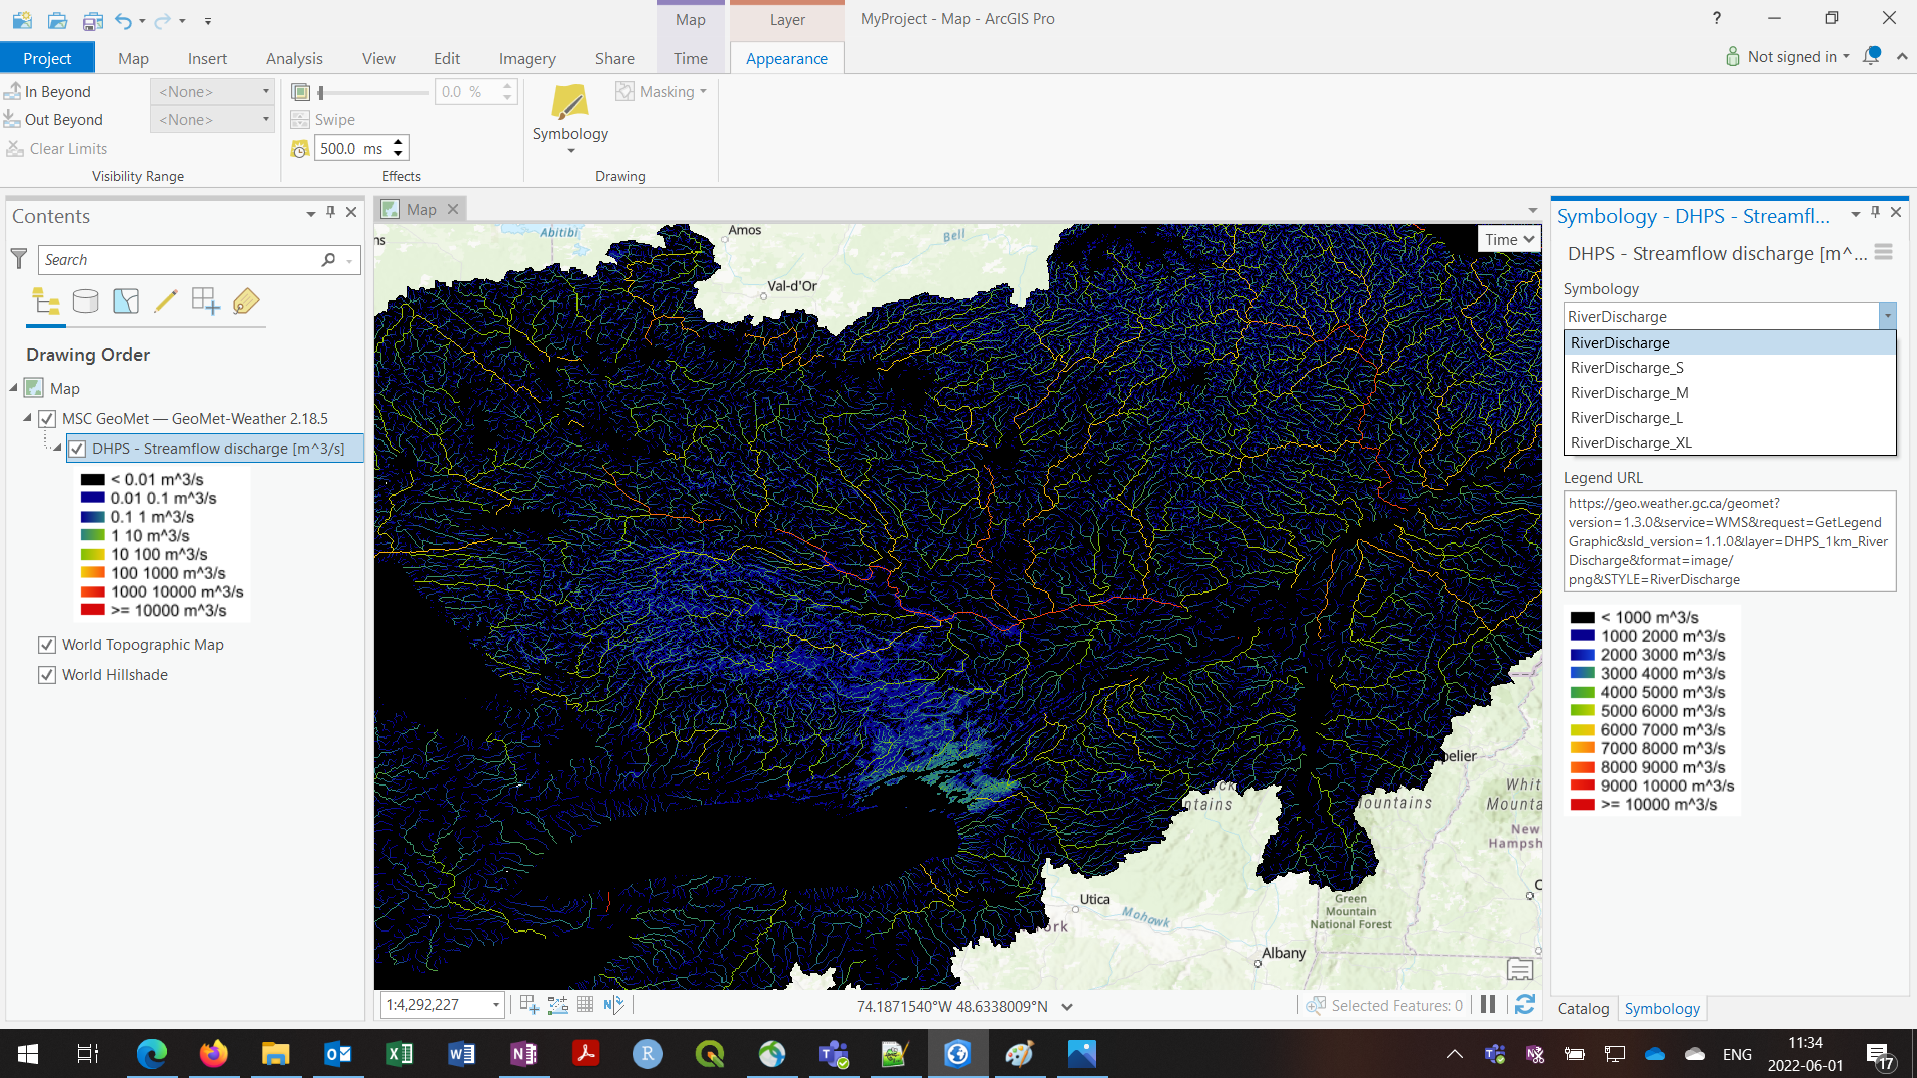 Map
Layer
MyProject - Map - ArcGIS Pro
?
Project
Map
Insert
Analysis
View
Edit
Imagery
Share
Time
Appearance
Not signed in
In Beyond
<None>
Out Beyond
<None>
Clear Limits
Visibility Range
0.0 %
Swipe
500.0 ms
Effects
Symbology
Masking
Drawing
Contents
Search
Drawing Order
Map
MSC GeoMet — GeoMet-Weather 2.18.5
DHPS - Streamflow discharge [m^3/s]
< 0.01 m^3/s
0.01 0.1 m^3/s
0.1 1 m^3/s
1 10 m^3/s
10 100 m^3/s
100 1000 m^3/s
1000 10000 m^3/s
>= 10000 m^3/s
World Topographic Map
World Hillshade
Map
Time
ns
Abitibi
Amos
Bell
Val-d'Or
pelier
Whit
Mounta
New
Hampsh
ck
ntains
Mountains
Utica
Mohawk
ork
Albany
Green
Mountain
National Forest
C
1:4,292,227
74.1871540°W 48.6338009°N
Selected Features: 0
Symbology - DHPS - Streamfl...
DHPS - Streamflow discharge [m^...
Symbology
RiverDischarge
RiverDischarge
RiverDischarge_S
RiverDischarge_M
RiverDischarge_L
RiverDischarge_XL
Legend URL
https://geo.weather.gc.ca/geomet?
version=1.3.0&service=WMS&request=GetLegend
Graphic&sld_version=1.1.0&layer=DHPS_1km_River
Discharge&format=image/
png&STYLE=RiverDischarge
< 1000 m^3/s
1000 2000 m^3/s
2000 3000 m^3/s
3000 4000 m^3/s
4000 5000 m^3/s
5000 6000 m^3/s
6000 7000 m^3/s
7000 8000 m^3/s
8000 9000 m^3/s
9000 10000 m^3/s
>= 10000 m^3/s
Catalog
Symbology
ENG
11:34
2022-06-01
17